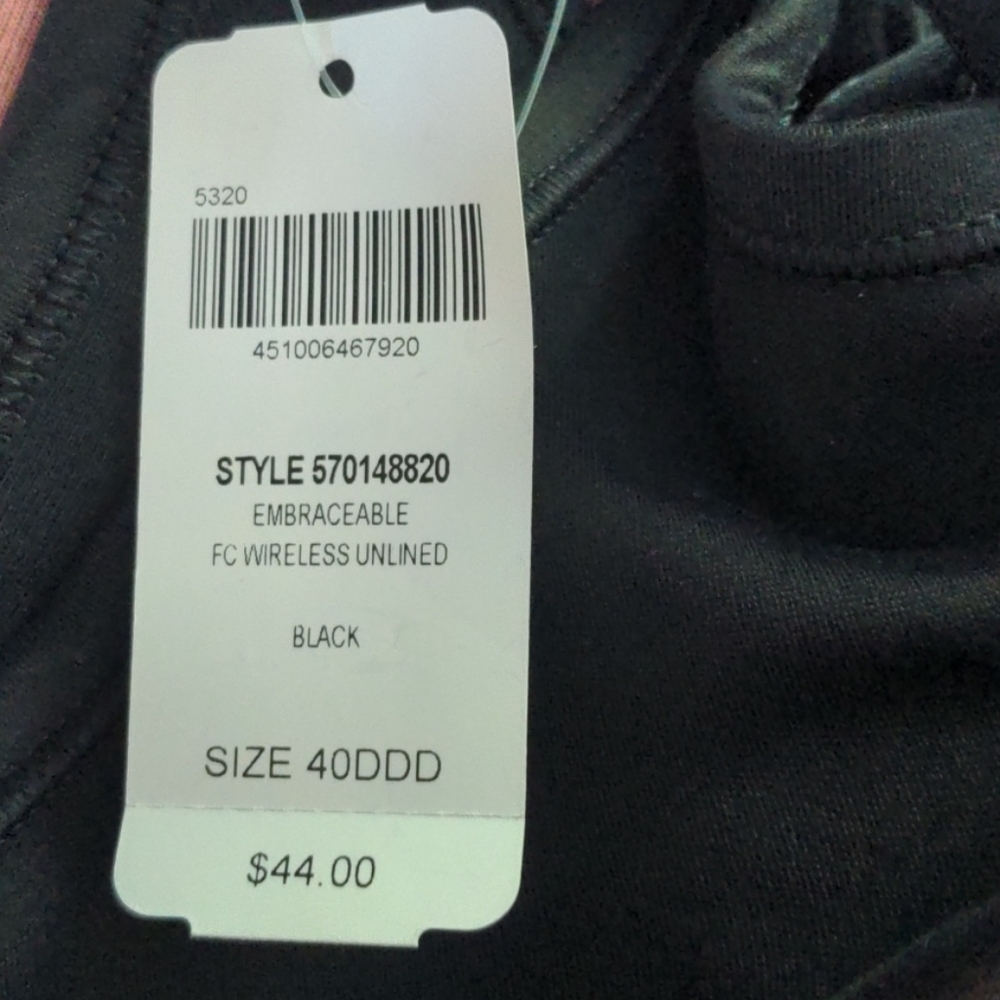 5320
451006467920
STYLE 570148820
EMBRACEABLE
FC WIRELESS UNLINED
BLACK
SIZE 40DDD
$44.00